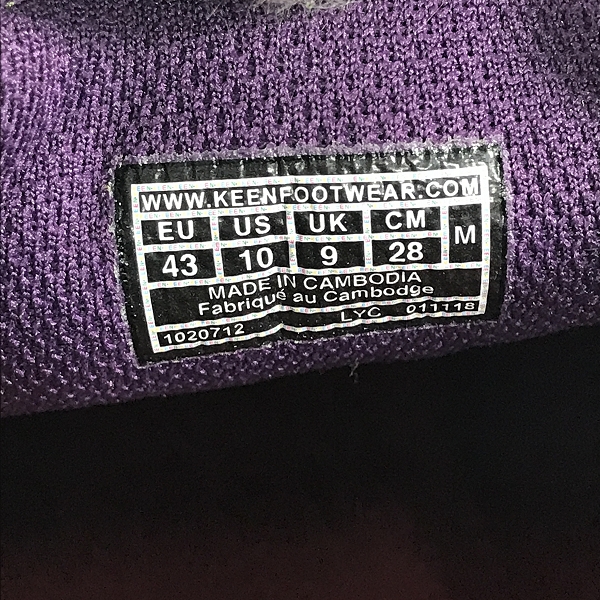 WWW.KEENFOOTWEAR.COM
EU US UK CM M
43 10 9 28
MADE IN CAMBODIA
Fabriqué au Cambodge
1020712 LYC 011118